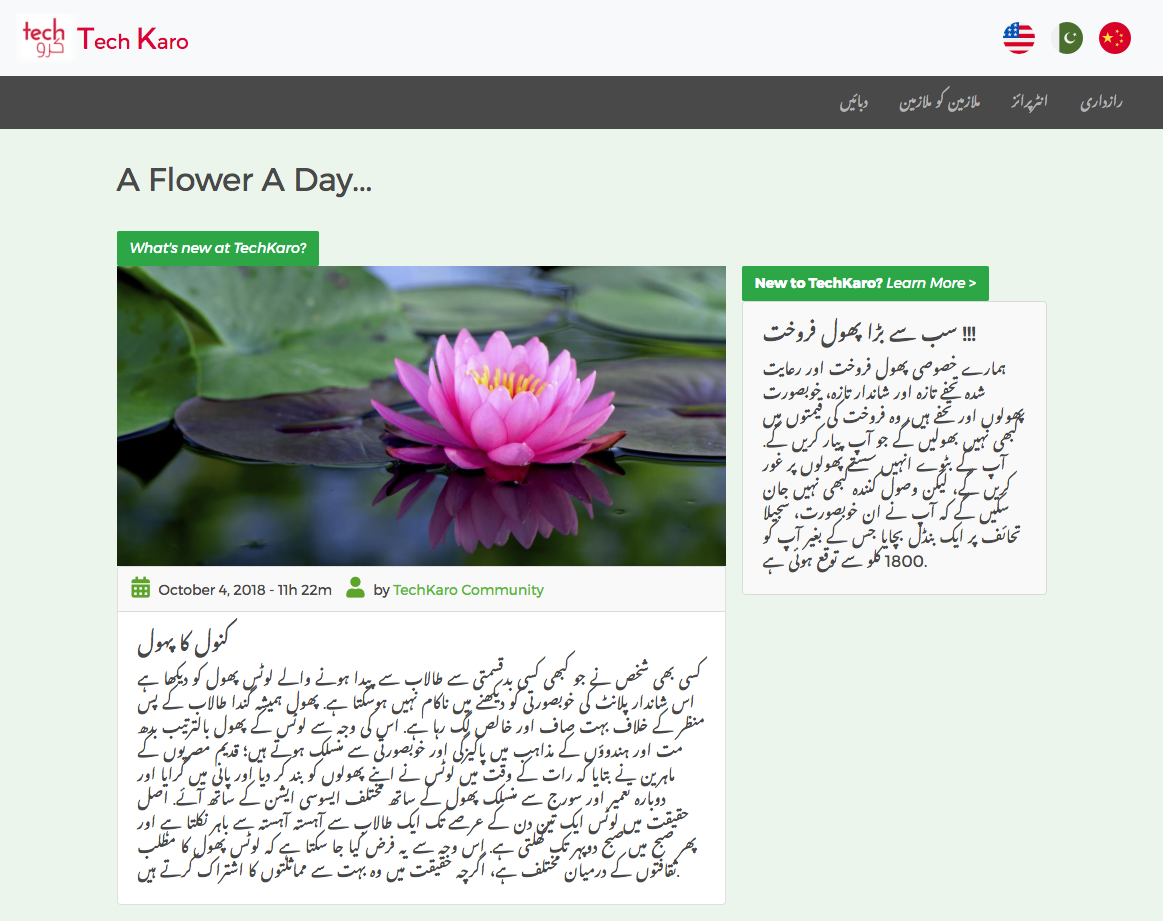 tech
کرو
Tech Karo
رازداری
انٹرپرائز
ملازمین کو ملازمین
دبائیں
A Flower A Day...
What's new at TechKaro?
October 4, 2018 - 11h 22m
by TechKaro Community
کنول کا پہول
کسی بھی شخص نے جو کبھی کسی بدقسمتی سے طالاب سے پیدا ہونے والے لوٹس پھول کو دیکھا ہے
اس شاندار پلانٹ کی خوبصورتی کو دیکھنے میں ناکام نہیں ہوسکتا ہے. پھول ہمیشہ گندا طالاب کے پس
منظر کے خلاف بہت صاف اور خالص لگ رہا ہے. اس کی وجہ سے لوٹس کے پھول بالترتیب بدھ
مت اور ہندوؤں کے مذاہب میں پاکیزگی اور خوبصورتی سے منسلک ہوتے ہیں؛ قدیم مصریوں کے
ماہرین نے بتایا کہ رات کے وقت میں لوٹس نے اپنے پھولوں کو بند کر دیا اور پانی میں گرایا اور
دوبارہ تعمیر اور سورج سے منسلک پھول کے ساتھ مختلف ایسوسی ایشن کے ساتھ آئے. اصل
حقیقت میں لوٹس ایک تین دن کے عرصے تک ایک طالاب سے آہستہ آہستہ سے باہر نکلتا ہے اور
پھر صبح میں صبح دوپہر تک کھلتی ہے. اس وجہ سے یہ فرض کیا جا سکتا ہے کہ لوٹس پھول کا مطلب
ثقافتوں کے درمیان مختلف ہے، اگرچہ حقیقت میں وہ بہت سے مماثلتوں کا اشتراک کرتے ہیں.
New to TechKaro? Learn More >
سب سے بڑا پھول فروخت !!!
ہمارے خصوصی پھول فروخت اور رعایت
شدہ تحفے تازہ اور شاندار تازہ، خوبصورت
پھولوں اور تحفے ہیں، وہ فروخت کی قیمتوں میں
کبھی نہیں بھولیں گے جو آپ پیار کریں گے.
آپ کے بٹوے انہیں سستے پھولوں پر غور
کریں گے، لیکن وصول کنندہ کبھی نہیں جان
سکیں گے کہ آپ نے ان خوبصورت، سجیلا
تحائف پر ایک بنڈل بچایا جس کے بغیر آپ کو
1800 کلو سے توقع ہوئی ہے.